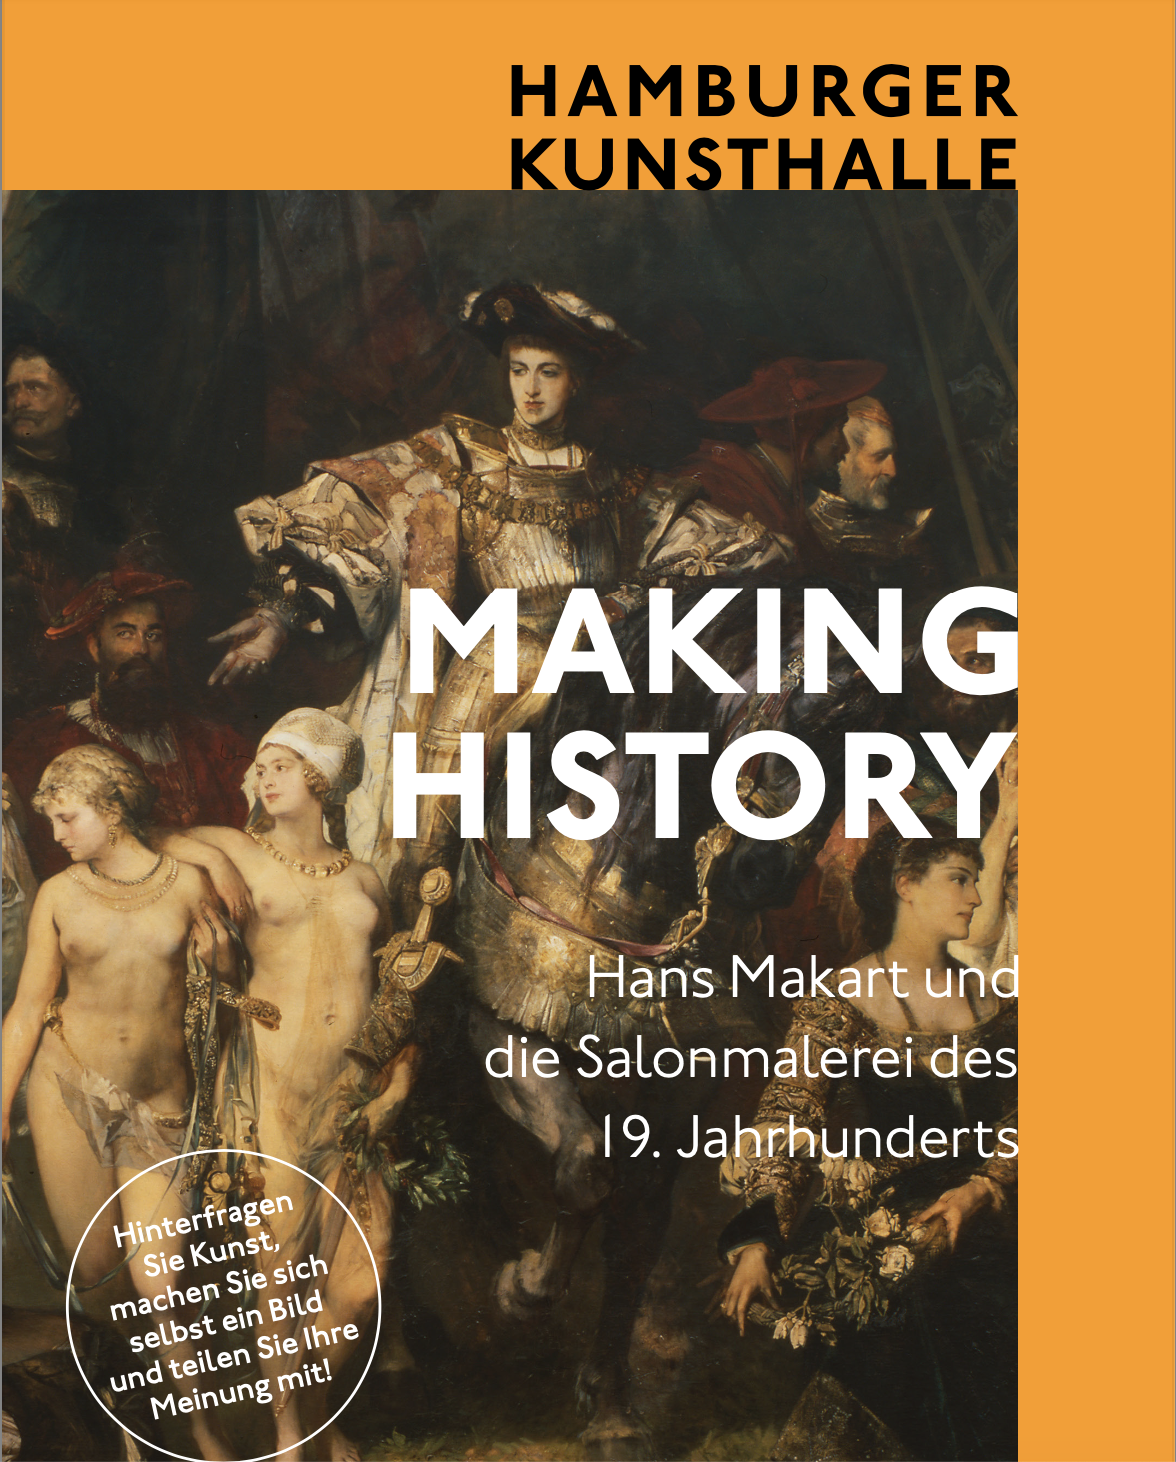 HAMBURGER
KUNSTHALLE
MAKING
HISTORY
Hans Makart und
die Salonmalerei des
19. Jahrhunderts
Hinterfragen
Sie Kunst,
machen Sie sich
selbst ein Bild
und teilen Sie Ihre
Meinung mit!